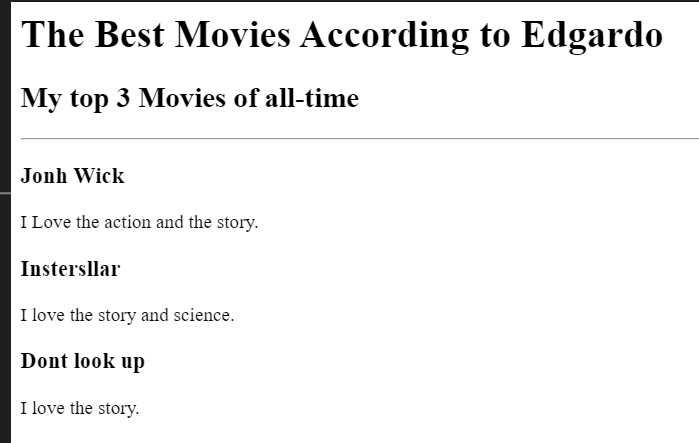 The Best Movies According to Edgardo
My top 3 Movies of all-time
Jonh Wick
I Love the action and the story.
Instersllar
I love the story and science.
Dont look up
I love the story.